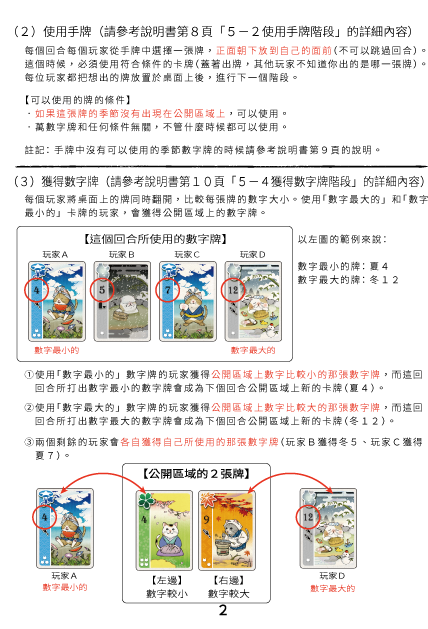 （２）使用手牌（請參考說明書第８頁「５－２使用手牌階段」的詳細內容）
每個回合每個玩家從手牌中選擇一張牌，正面朝下放到自己的面前（不可以跳過回合）。
這個時候，必須使用符合條件的卡牌（蓋著出牌，其他玩家不知道你出的是哪一張牌）。
每位玩家都把想出的牌放置於桌面上後，進行下一個階段。
【可以使用的牌的條件】
・如果這張牌的季節沒有出現在公開區域上，可以使用。
・萬數字牌和任何條件無關，不管什麼時候都可以使用。
註記：手牌中沒有可以使用的季節數字牌的時候請參考說明書第９頁的說明。
（３）獲得數字牌（請參考說明書第１０頁「５－４獲得數字牌階段」的詳細內容）
每個玩家將桌面上的牌同時翻開，比較每張牌的數字大小。使用「數字最大的」和「數字
最小的」卡牌的玩家，會獲得公開區域上的數字牌。
【這個回合所使用的數字牌】
玩家Ａ 玩家Ｂ 玩家Ｃ 玩家Ｄ
4 5 7 12
數字最小的 數字最大的
以左圖的範例來說：
數字最小的牌：夏４
數字最大的牌：冬１２
①使用「數字最小的」數字牌的玩家獲得公開區域上數字比較小的那張數字牌，而這回
合所打出數字最小的數字牌會成為下個回合公開區域上新的卡牌（夏４）。
②使用「數字最大的」數字牌的玩家獲得公開區域上數字比較大的那張數字牌，而這回
合所打出數字最大的數字牌會成為下個回合公開區域上新的卡牌（冬１２）。
③兩個剩餘的玩家會各自獲得自己所使用的那張數字牌（玩家Ｂ獲得冬５、玩家Ｃ獲得
夏７）。
【公開區域的２張牌】
4 4 9 12
玩家Ａ
數字最小的
【左邊】
數字較小
【右邊】
數字較大
玩家Ｄ
數字最大的
2